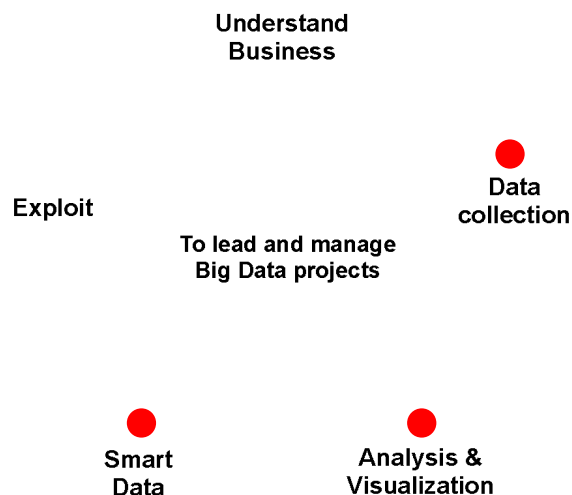 Understand
Business
Data
collection
Exploit
To lead and manage
Big Data projects
Smart
Data
Analysis &
Visualization